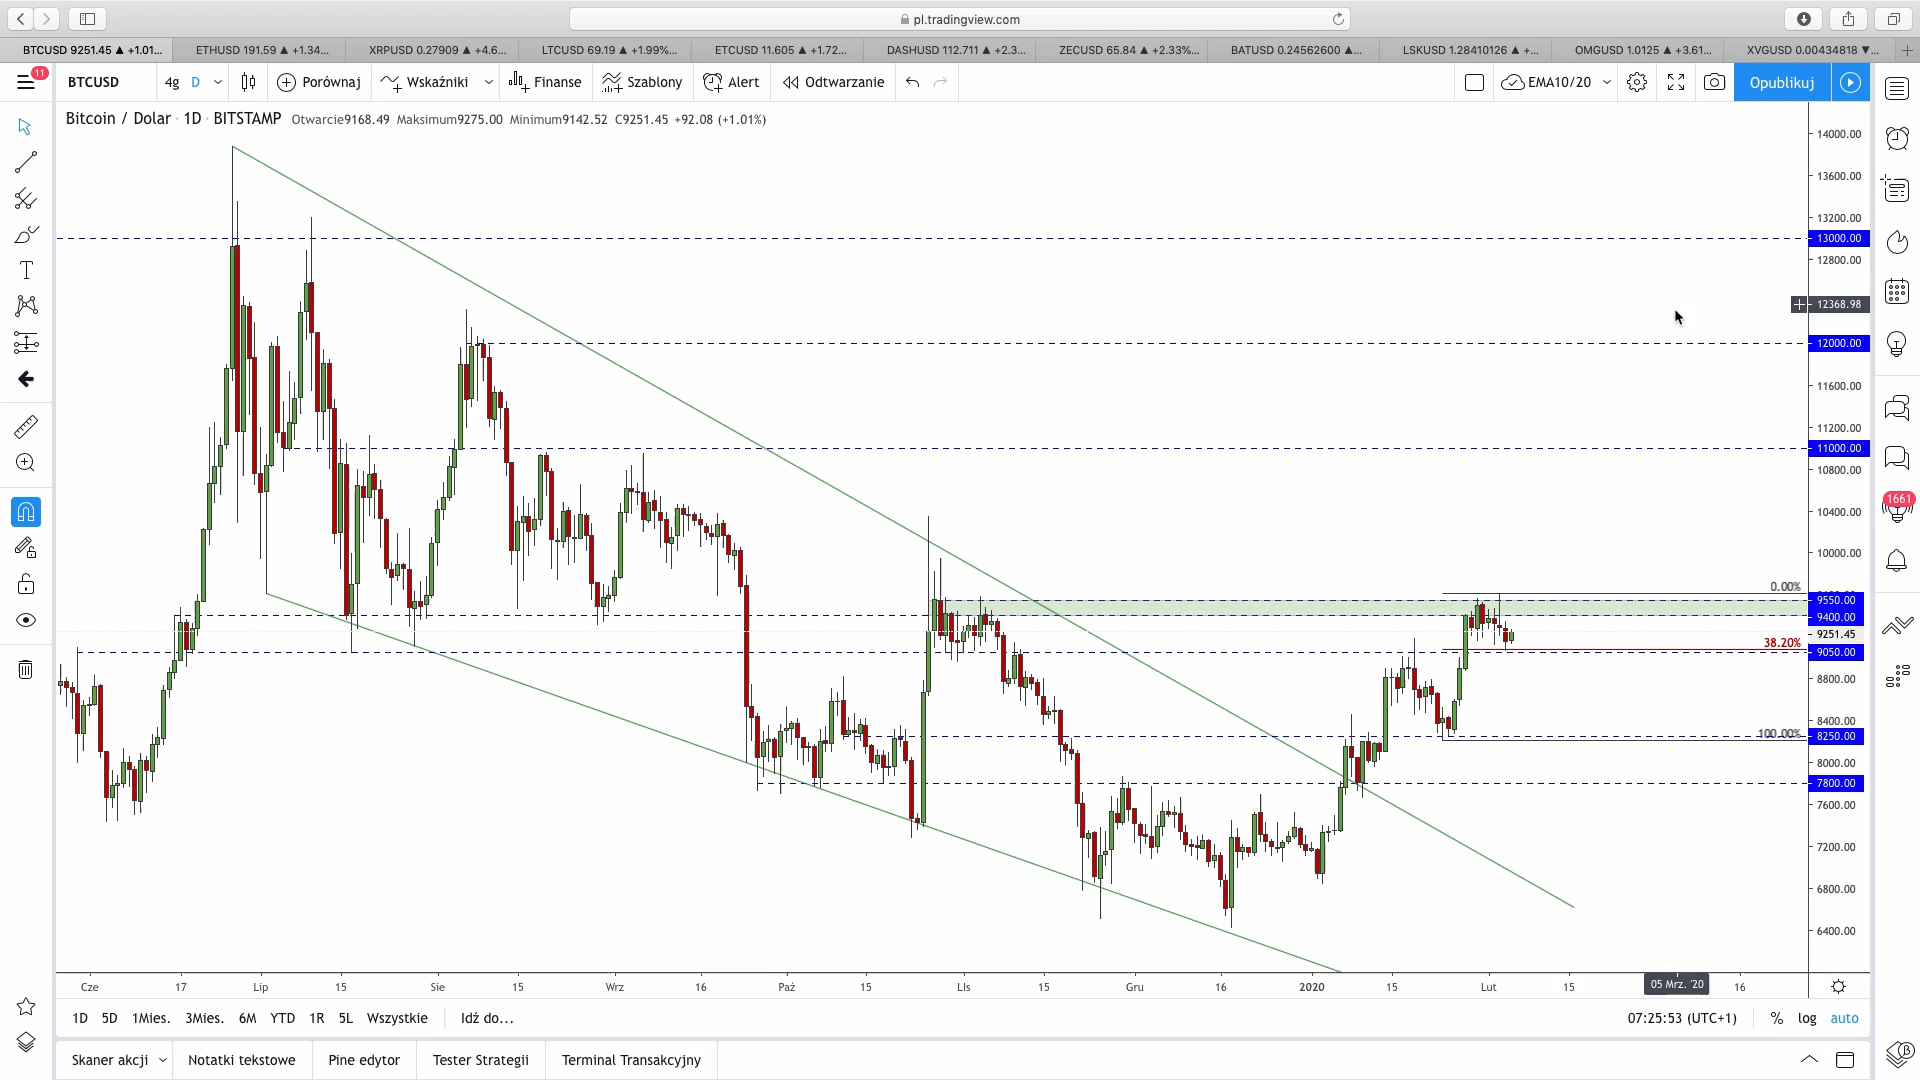 pl.tradingview.com
BTCUSD 9251.45 ▲ +1.01...
ETHUSD 191.59 ▲ +1.34...
XRPUSD 0.27909 ▲ +4.6...
LTCUSD 69.19 ▲ +1.99%...
ETCUSD 11.605 ▲ +1.72...
DASHUSD 112.711 ▲ +2.3...
ZECUSD 65.84 ▲ +2.33%...
BATUSD 0.24562600 ▲...
LSKUSD 1.28410126 ▲ +...
OMGUSD 1.0125 ▲ +3.61...
XVGUSD 0.00434818 ▼...
11
BTCUSD
4g
D
Porównaj
Wskaźniki
Finanse
Szablony
Alert
Odtwarzanie
EMA10/20
Opublikuj
Bitcoin / Dolar · 1D · BITSTAMP
Otwarcie9168.49 Maksimum9275.00 Minimum9142.52 C9251.45 +92.08 (+1.01%)
14000.00
13600.00
13200.00
13000.00
12800.00
12368.98
12000.00
11600.00
11200.00
11000.00
10800.00
10400.00
10000.00
0.00%
9550.00
9400.00
9251.45
38.20%
9050.00
8800.00
8400.00
100.00%
8250.00
8000.00
7800.00
7600.00
7200.00
6800.00
6400.00
1661
Cze
17
Lip
15
Sie
15
Wrz
16
Paź
15
Lis
15
Gru
16
2020
15
Lut
15
05 Mrz. '20
16
1D
5D
1Mies.
3Mies.
6M
YTD
1R
5L
Wszystkie
Idź do...
07:25:53 (UTC+1)
%
log
auto
Skaner akcji
Notatki tekstowe
Pine edytor
Tester Strategii
Terminal Transakcyjny